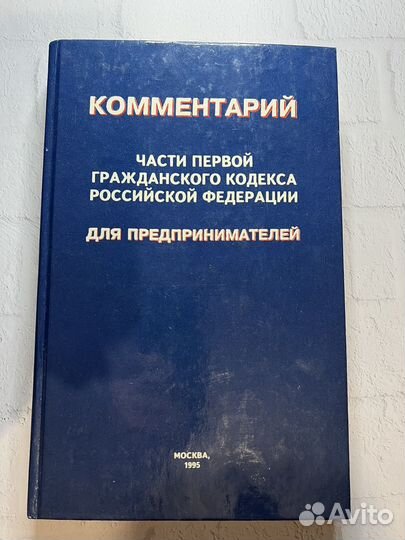 КОММЕНТАРИЙ
ЧАСТИ ПЕРВОЙ
ГРАЖДАНСКОГО КОДЕКСА
РОССИЙСКОЙ ФЕДЕРАЦИИ
ДЛЯ ПРЕДПРИНИМАТЕЛЕЙ
МОСКВА,
1995
Avito